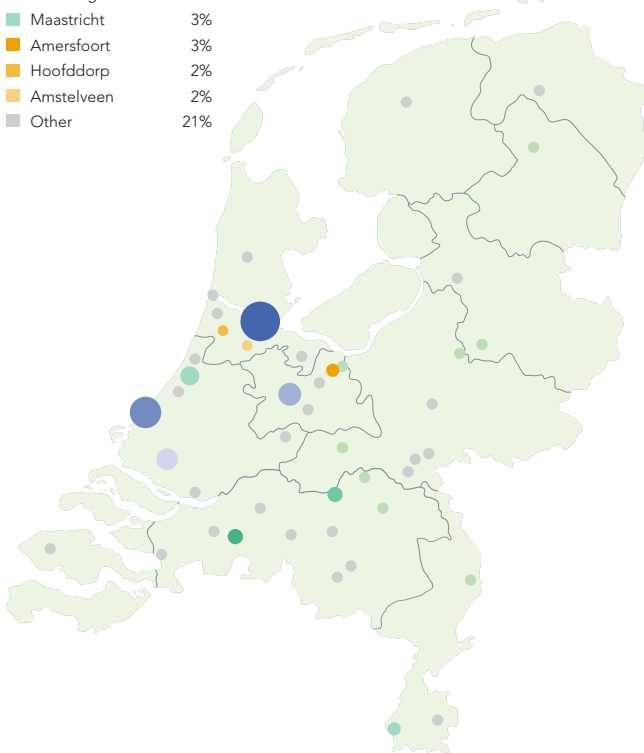 Maastricht 3%
Amersfoort 3%
Hoofddorp 2%
Amstelveen 2%
Other 21%